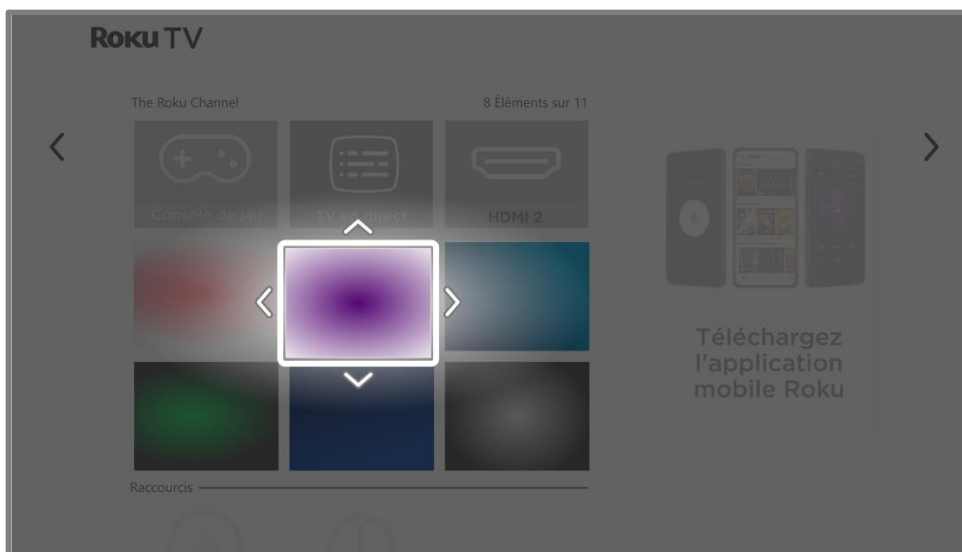 Roku TV
The Roku Channel
8 Éléments sur 11
Console de jeu
TV en direct
HDMI 2
Téléchargez
l'application
mobile Roku
Raccourcis